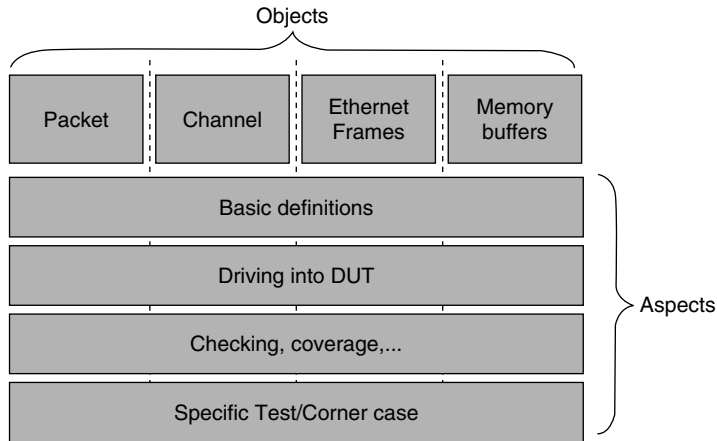 Objects
Packet
Channel
Ethernet
Frames
Memory
buffers
Basic definitions
Driving into DUT
Aspects
Checking, coverage,...
Specific Test/Corner case